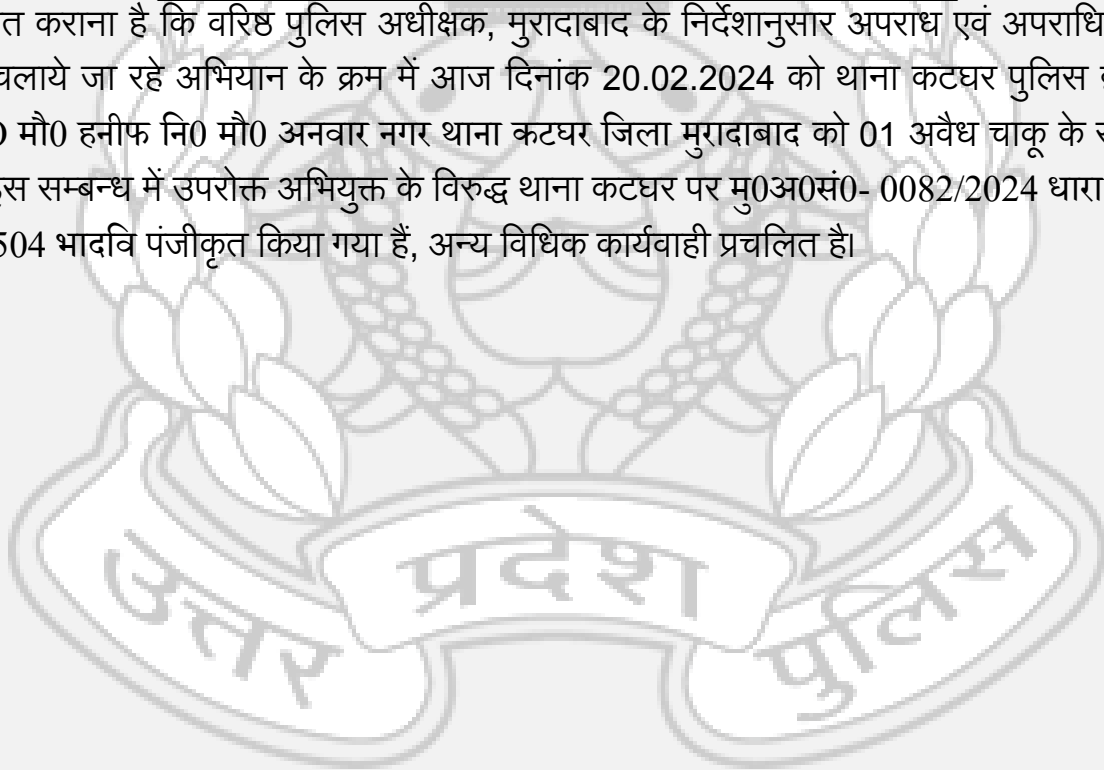 त कराना है कि वरिष्ठ पुलिस अधीक्षक, मुरादाबाद के निर्देशानुसार अपराध एवं अपराधि
चलाये जा रहे अभियान के क्रम में आज दिनांक 20.02.2024 को थाना कटघर पुलिस
0 मौ0 हनीफ नि0 मौ0 अनवार नगर थाना कटघर जिला मुरादाबाद को 01 अवैध चाकू के
स सम्बन्ध में उपरोक्त अभियुक्त के विरुद्ध थाना कटघर पर मु0अ0सं0- 0082/2024 धारा
504 भादवि पंजीकृत किया गया हैं, अन्य विधिक कार्यवाही प्रचलित है।
उत्तर प्रदेश पुलिस